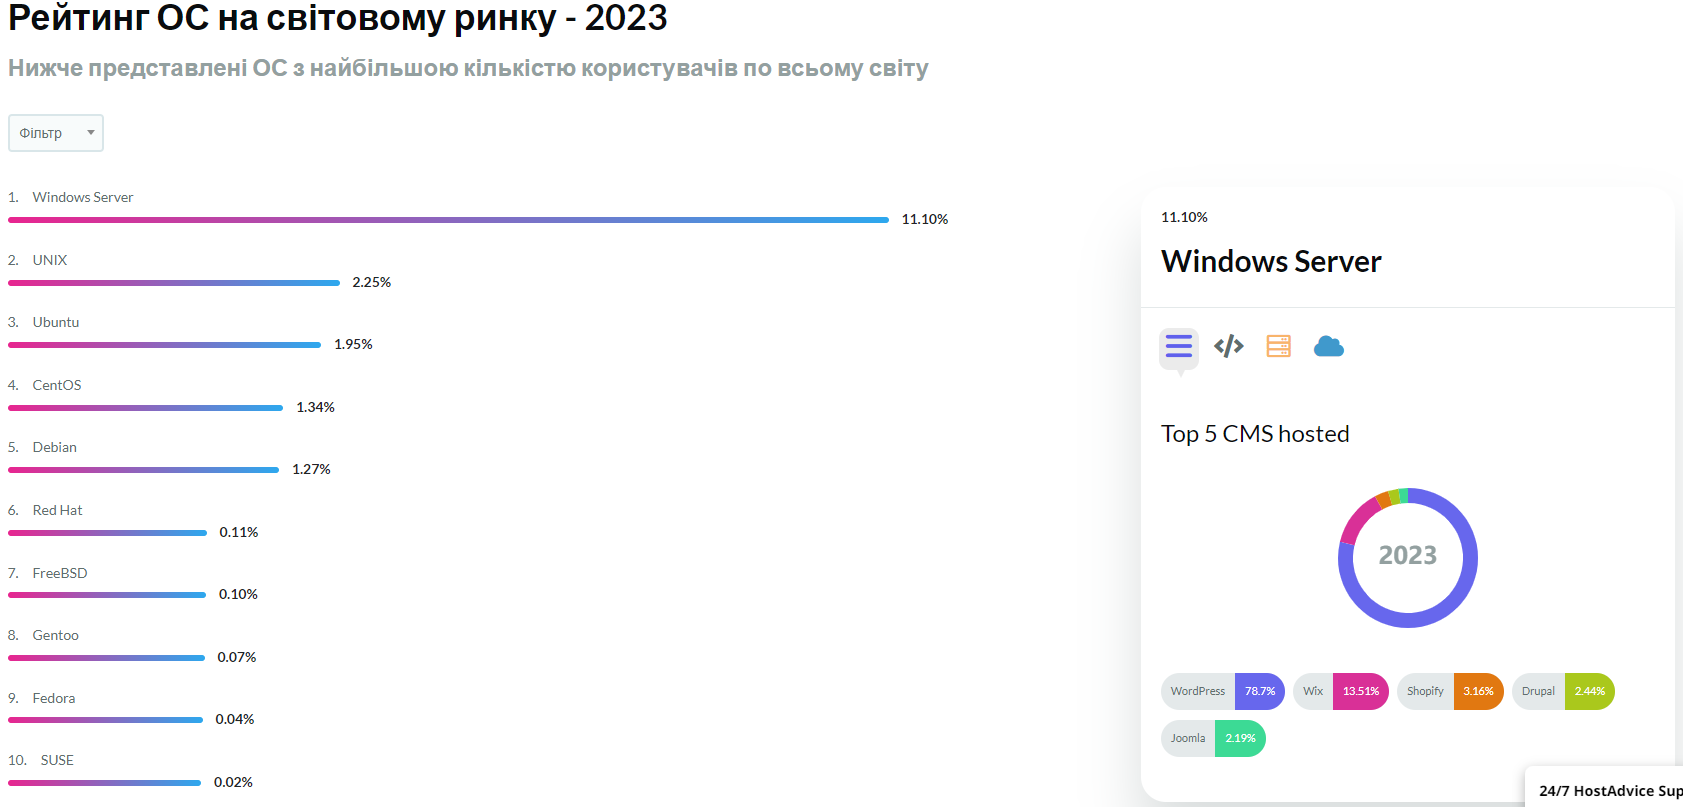 Рейтинг ОС на світовому ринку - 2023
Нижче представлені ОС з найбільшою кількістю користувачів по всьому світу
Фільтр
1. Windows Server
11.10%
2. UNIX
2.25%
3. Ubuntu
1.95%
4. CentOS
1.34%
5. Debian
1.27%
6. Red Hat
0.11%
7. FreeBSD
0.10%
8. Gentoo
0.07%
9. Fedora
0.04%
10. SUSE
0.02%
11.10%
Windows Server
Top 5 CMS hosted
2023
WordPress 78.7% Wix 13.51% Shopify 3.16% Drupal 2.44%
Joomla 2.19%
24/7 HostAdvice Sup